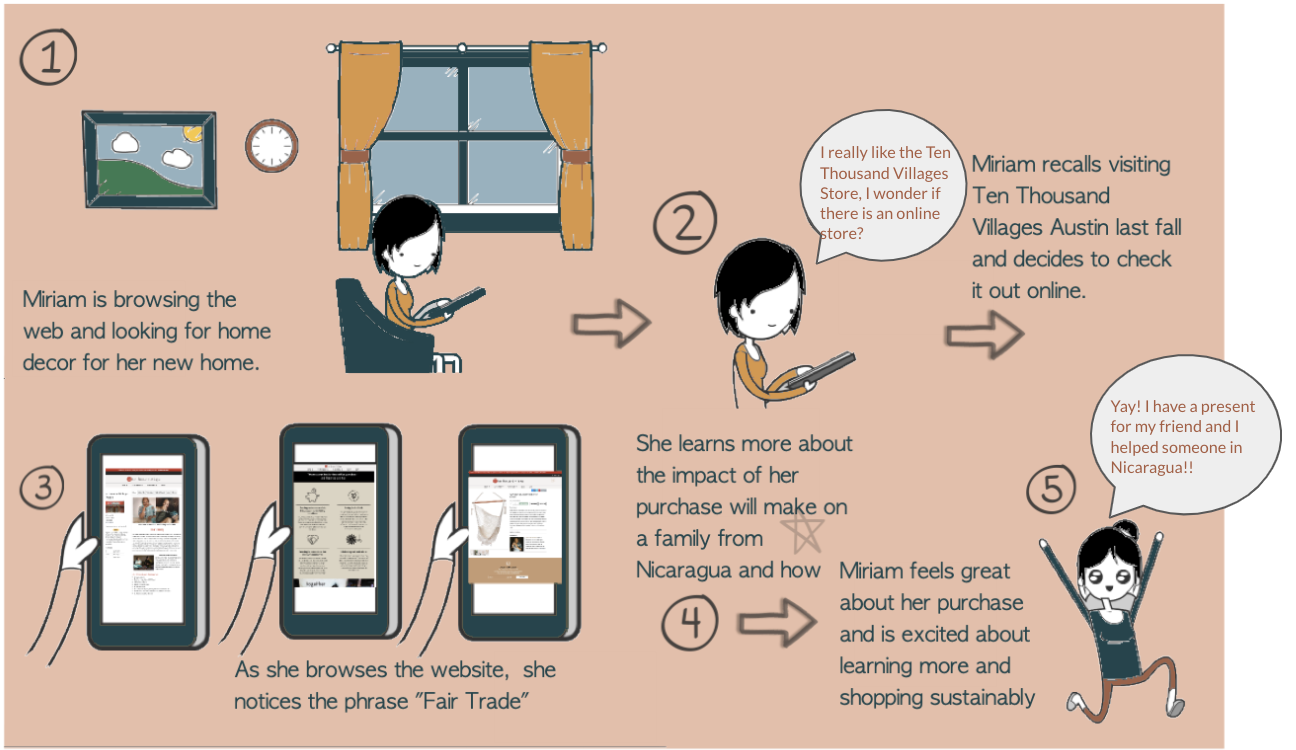 1
Miriam is browsing the
web and looking for home
decor for her new home.
2
I really like the Ten
Thousand Villages
Store, I wonder if
there is an online
store?
Miriam recalls visiting
Ten Thousand
Villages Austin last fall
and decides to check
it out online.
3
together
As she browses the website, she
notices the phrase "Fair Trade"
She learns more about
the impact of her
purchase will make on
a family from
Nicaragua and how
4
Miriam feels great
about her purchase
and is excited about
learning more and
shopping sustainably
5
Yay! I have a present
for my friend and I
helped someone in
Nicaragua!!